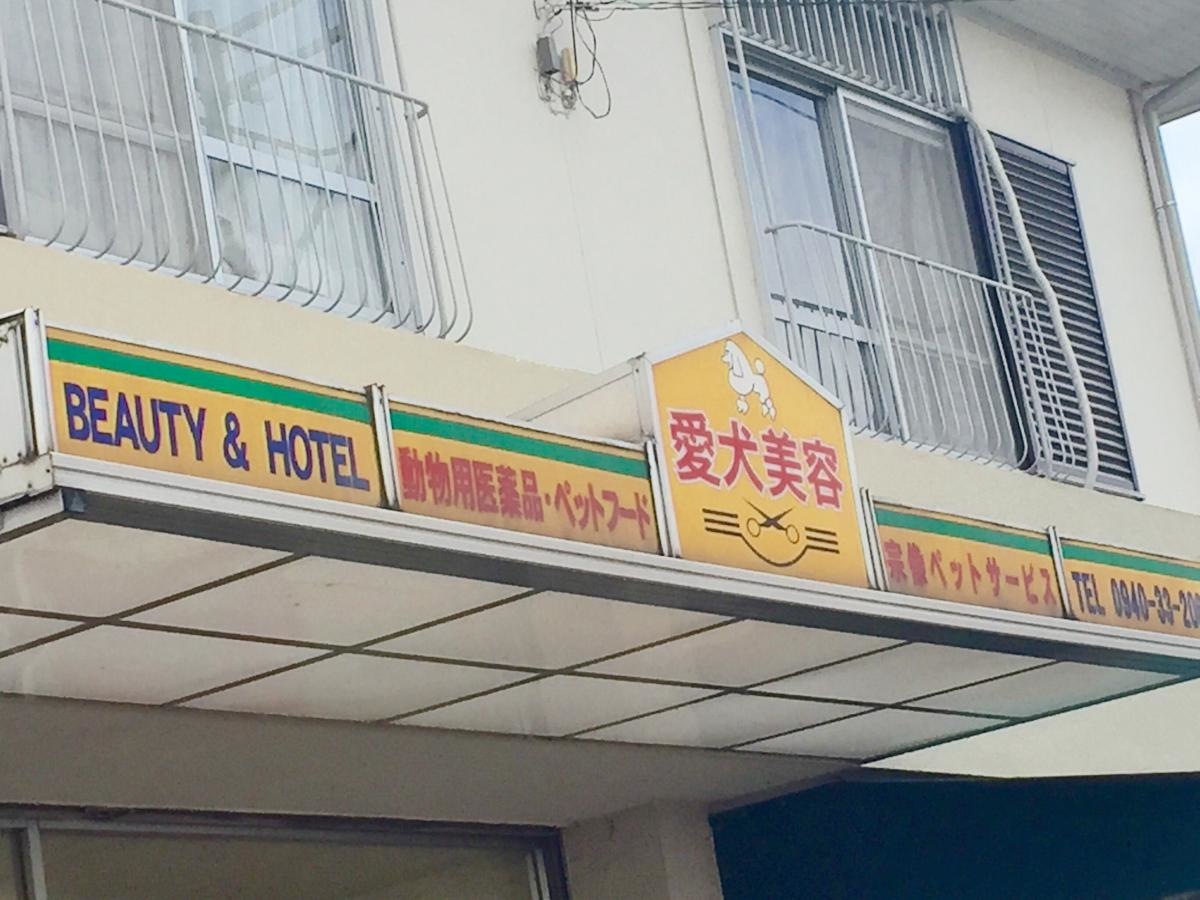 BEAUTY & HOTEL
動物用医薬品・ペットフード
愛犬美容
宗像ペットサービス
TEL 0940-33-200